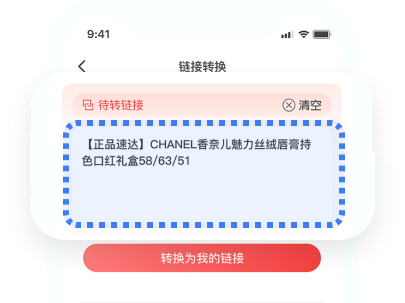 9:41
链接转换
待转链接
清空
【正品速达】CHANEL香奈儿魅力丝绒唇膏持
色口红礼盒58/63/51
转换为我的链接